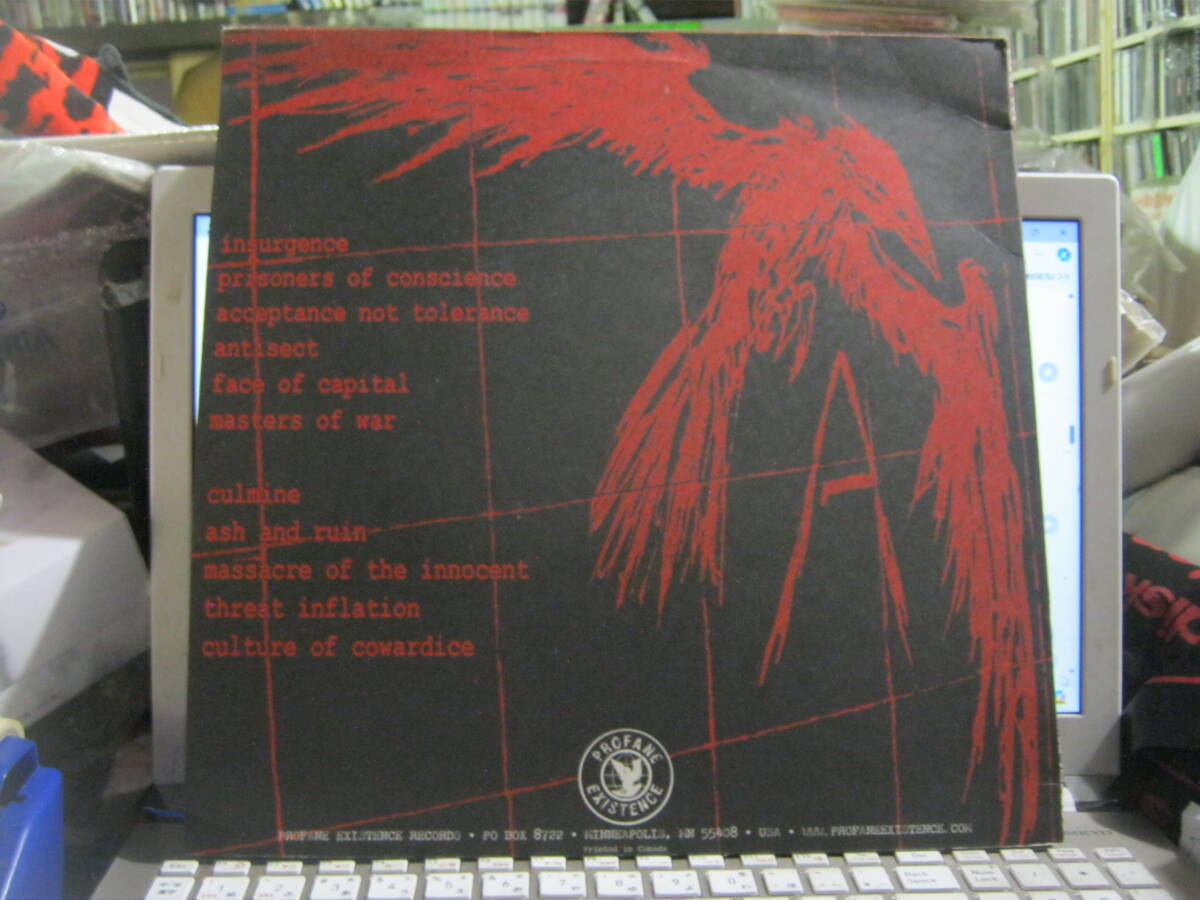 insurgence
prisoners of conscience
acceptance not tolerance
antisect
face of capital
masters of war
culmine
ash and ruin
massacre of the innocent
threat inflation
culture of cowardice
A
PROFANE
EXISTENCE
PROFANE EXISTENCE RECORDS • PO BOX 8722 • MINNEAPOLIS, MN 55408 • USA • WWW.PROFANEEXISTENCE.COM
Printed in Canada